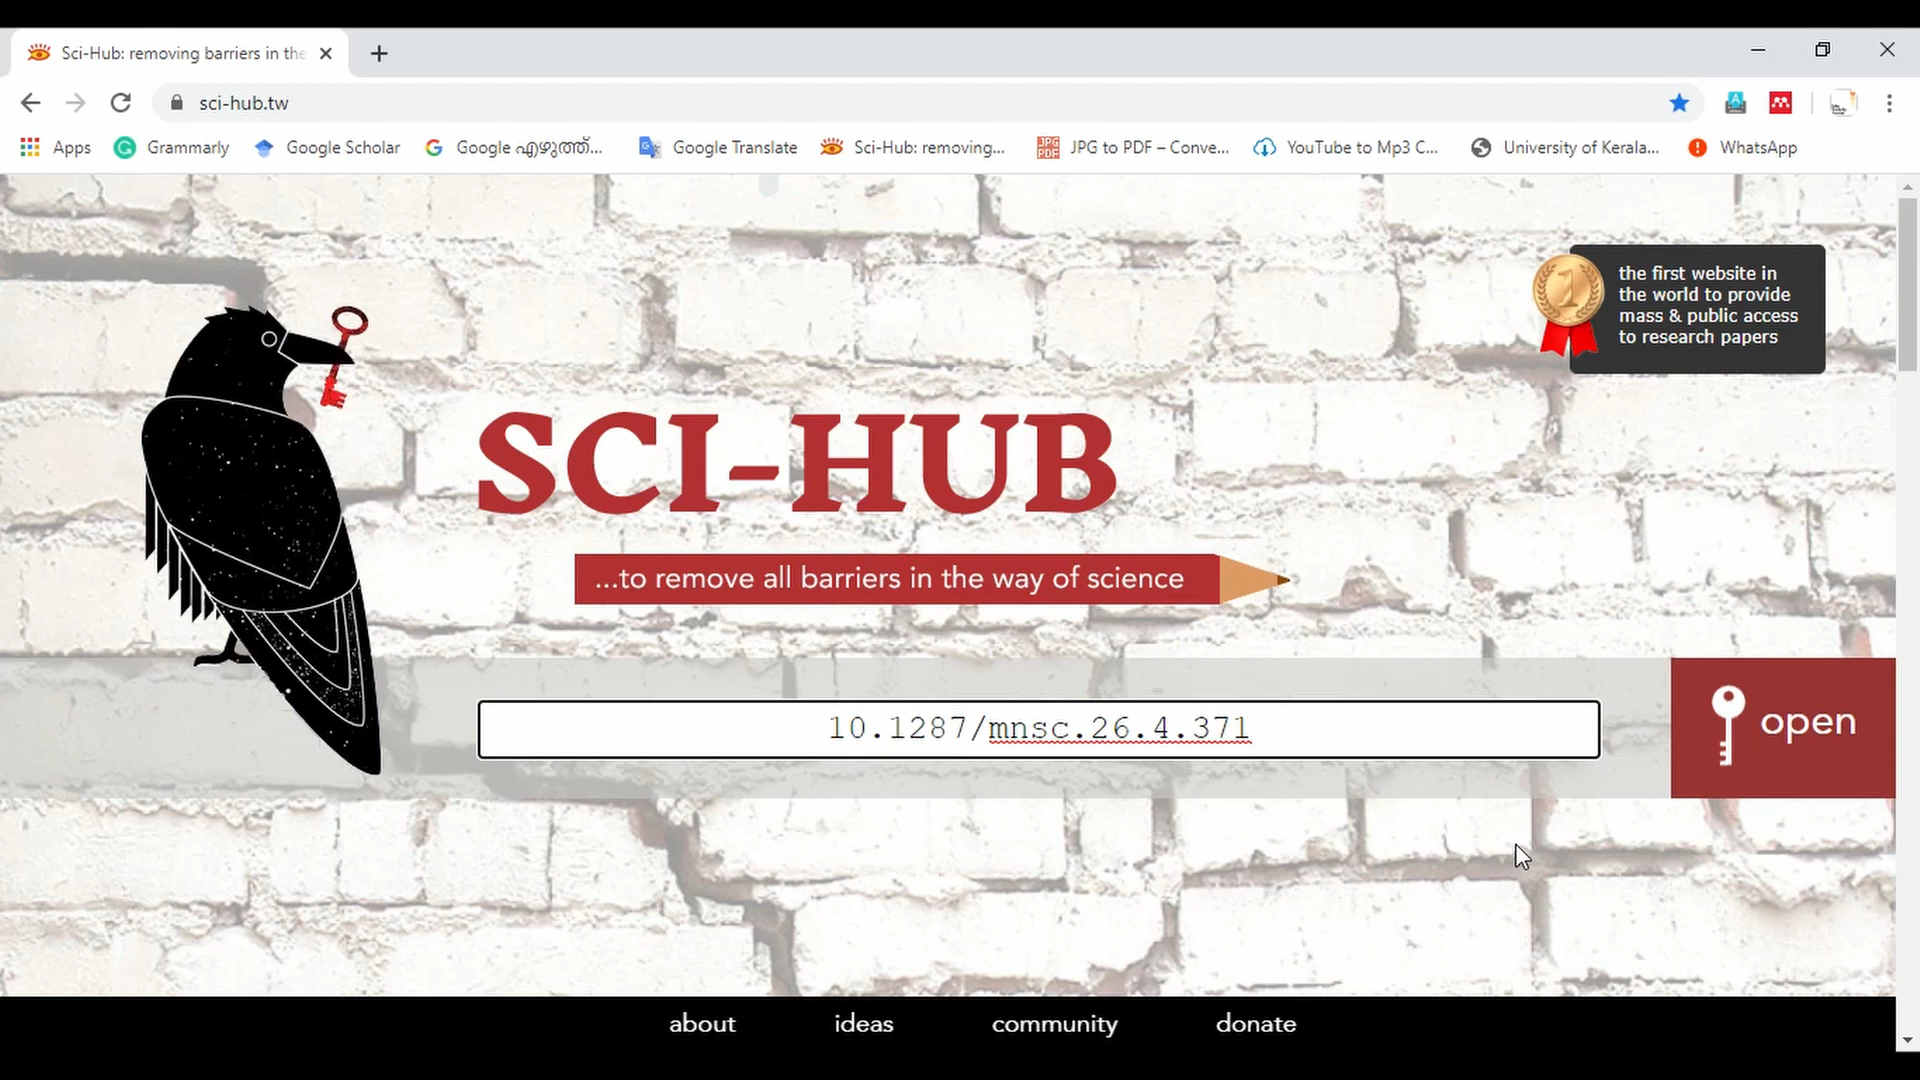 Sci-Hub: removing barriers in the
sci-hub.tw
Apps Grammarly Google Scholar Google എഴുത്ത്... Google Translate Sci-Hub: removing... JPG to PDF – Conve... YouTube to Mp3 C... University of Kerala... WhatsApp
the first website in
the world to provide
mass & public access
to research papers
SCI-HUB
...to remove all barriers in the way of science
10.1287/mnsc.26.4.371
open
about ideas community donate